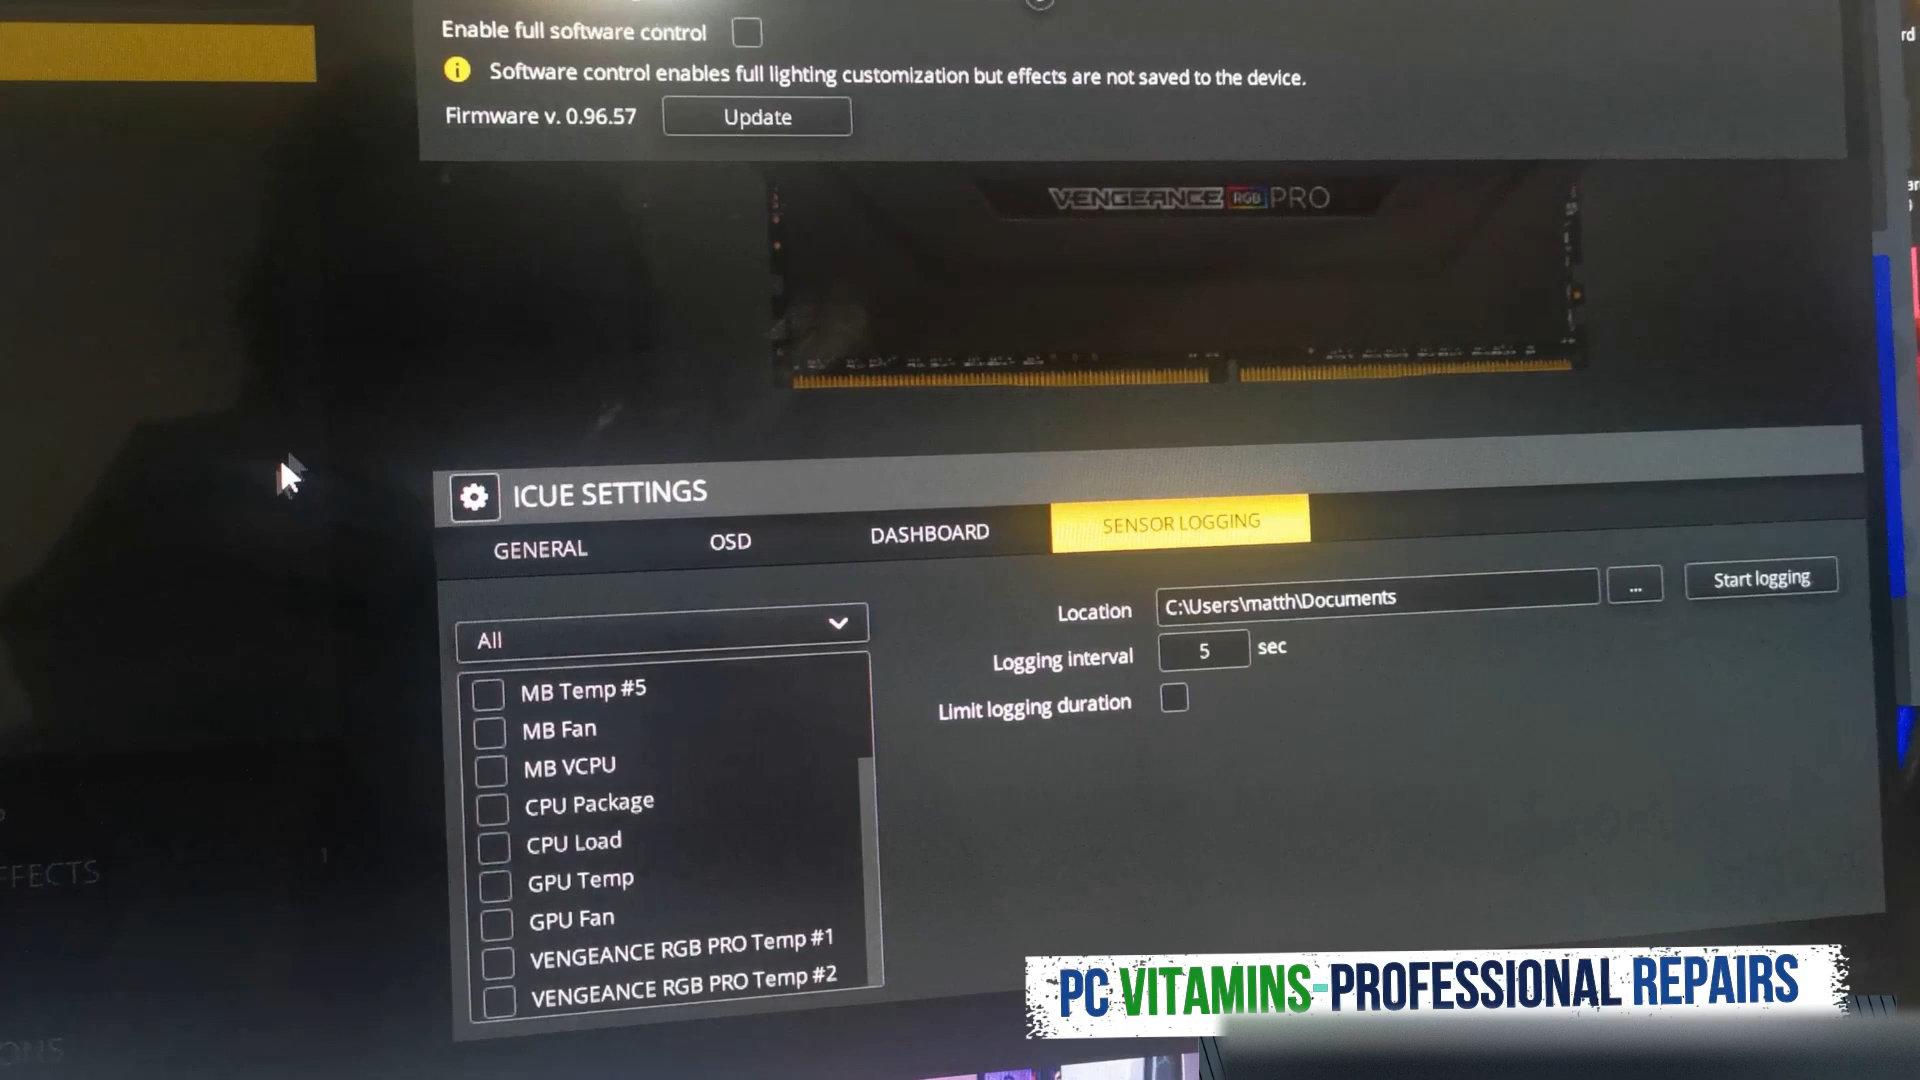 Enable full software control
Software control enables full lighting customization but effects are not saved to the device.
Firmware v. 0.96.57
Update
VENGEANCE RGB PRO
ICUE SETTINGS
GENERAL
OSD
DASHBOARD
SENSOR LOGGING
All
MB Temp #5
MB Fan
MB VCPU
CPU Package
CPU Load
GPU Temp
GPU Fan
VENGEANCE RGB PRO Temp #1
VENGEANCE RGB PRO Temp #2
Location
C:\Users\matth\Documents
...
Start logging
Logging interval
5
sec
Limit logging duration
PC VITAMINS-PROFESSIONAL REPAIRS